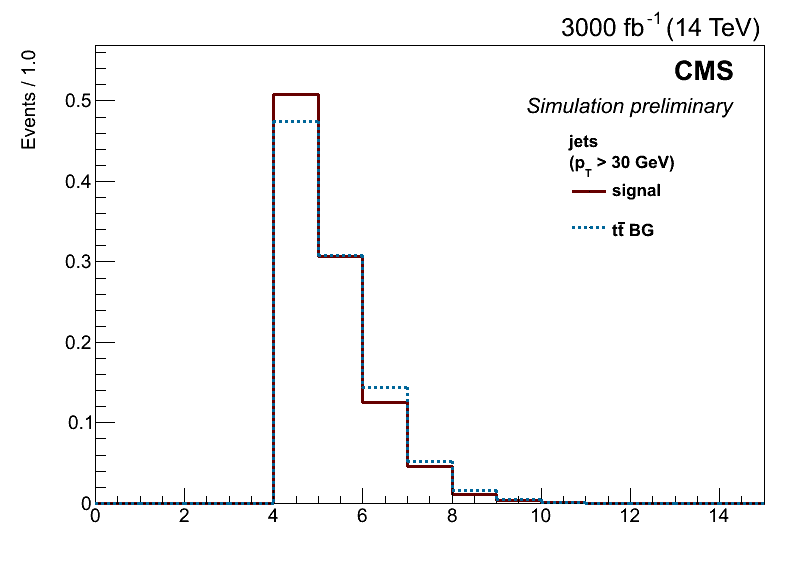 3000 fb-1 (14 TeV)
CMS
Simulation preliminary
jets
(pT > 30 GeV)
signal
tt̄ BG
Events / 1.0
0.5
0.4
0.3
0.2
0.1
0
0 2 4 6 8 10 12 14